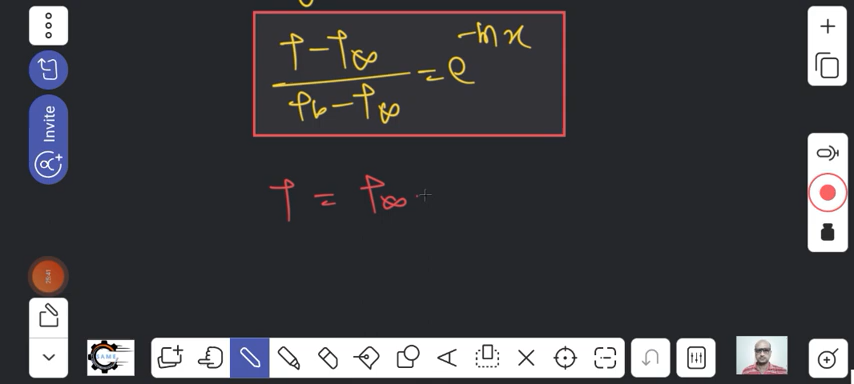 Invite
(T - T∞)/(Tb - T∞) = e^(-mx)
T = T∞